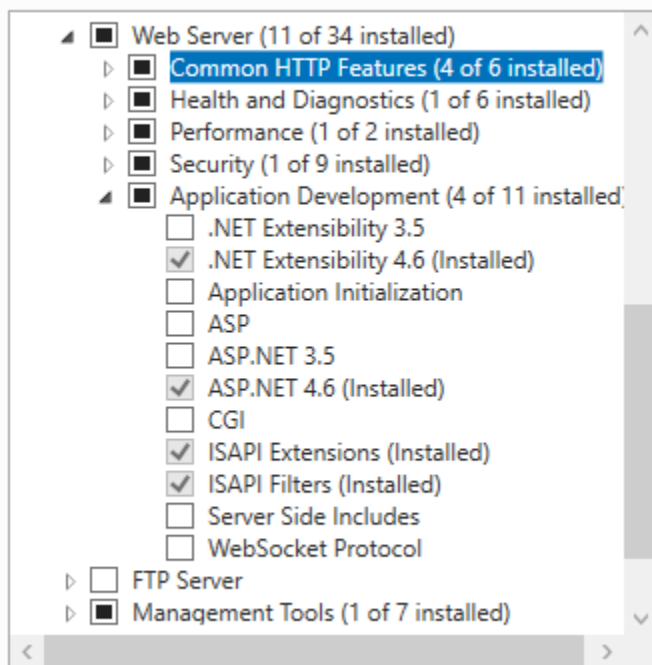 Web Server (11 of 34 installed)
Common HTTP Features (4 of 6 installed)
Health and Diagnostics (1 of 6 installed)
Performance (1 of 2 installed)
Security (1 of 9 installed)
Application Development (4 of 11 installed)
.NET Extensibility 3.5
.NET Extensibility 4.6 (Installed)
Application Initialization
ASP
ASP.NET 3.5
ASP.NET 4.6 (Installed)
CGI
ISAPI Extensions (Installed)
ISAPI Filters (Installed)
Server Side Includes
WebSocket Protocol
FTP Server
Management Tools (1 of 7 installed)